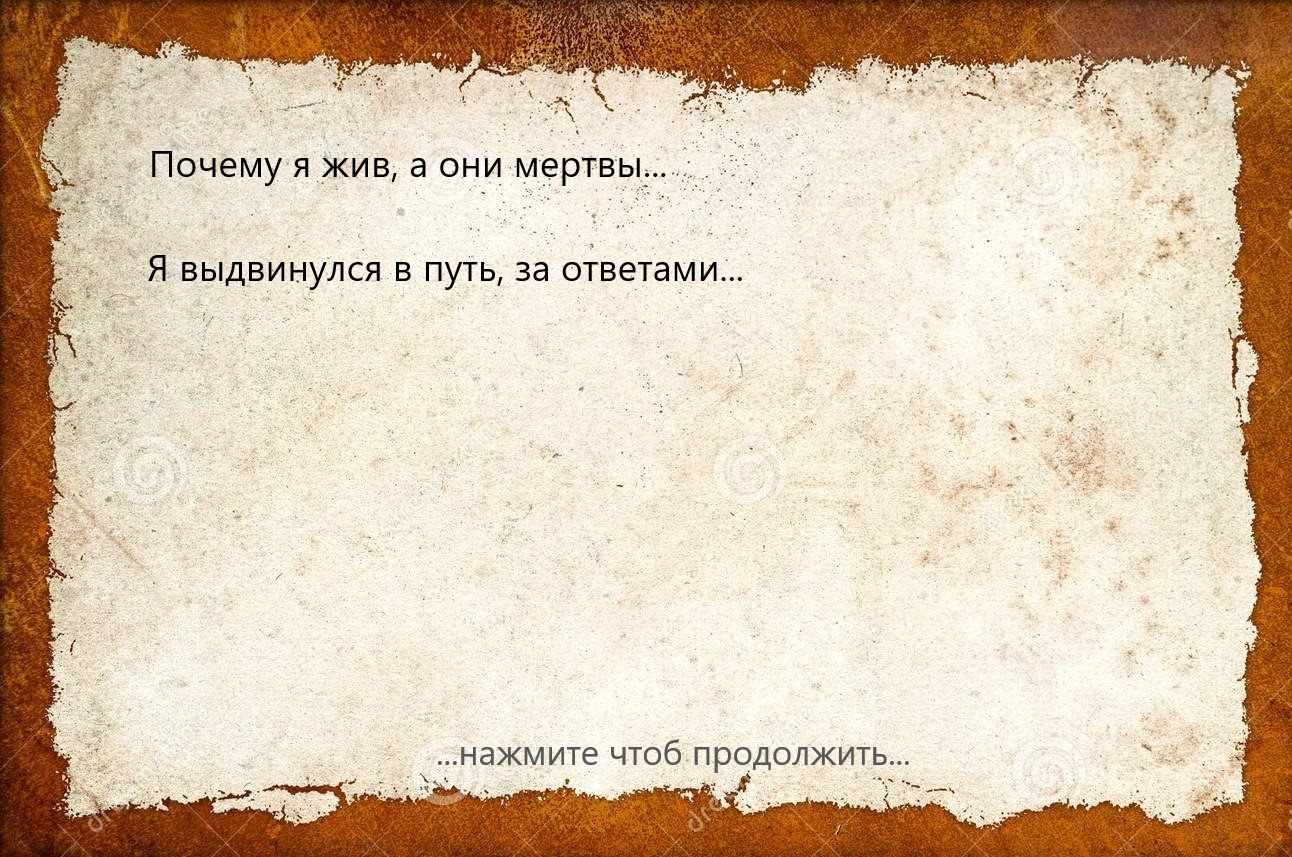 Почему я жив, а они мертвы...
Я выдвинулся в путь, за ответами...
...нажмите чтоб продолжить...